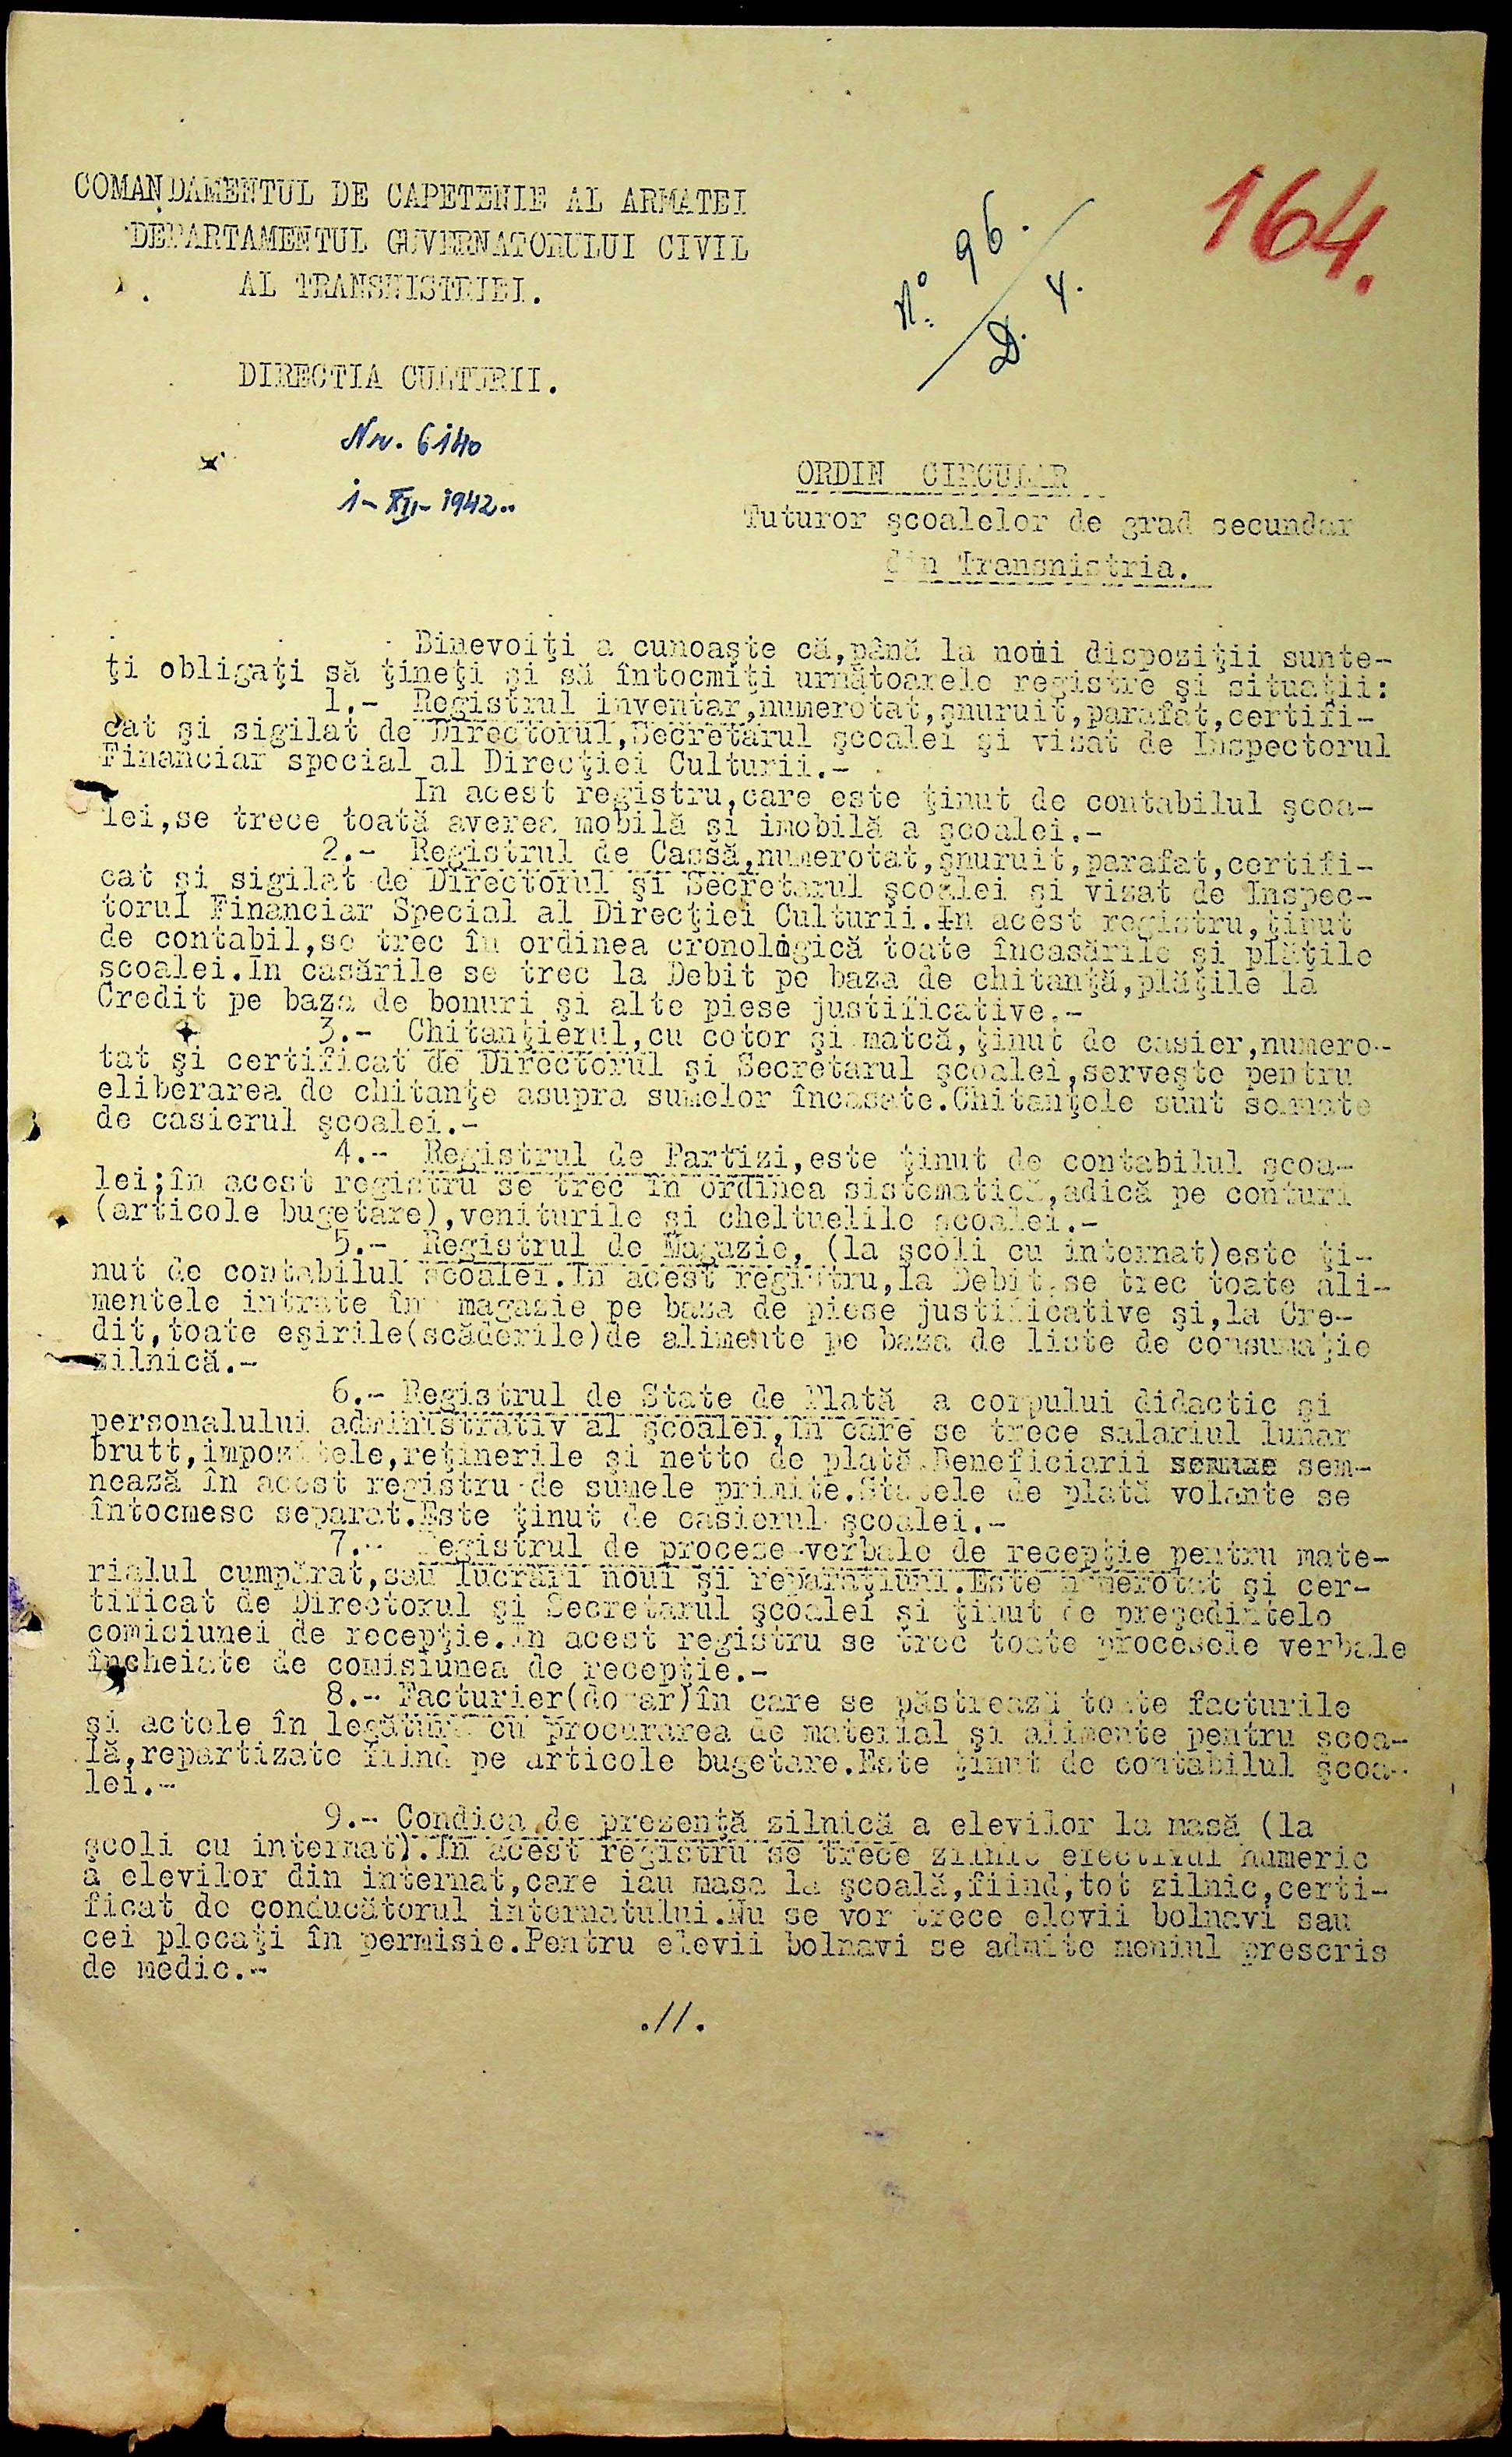 COMANDAMENTUL DE CAPETENIE AL ARMATEI
DEPARTAMENTUL GUVERNATORULUI CIVIL
AL TRANSNISTRIEI.
164.
No. 96.
D. 4.
DIRECTIA CULTURII.
Nr. 6140
1-XII-1942..
ORDIN CIRCULAR
Tuturor şcoalelor de grad secundar
din Transnistria.
Binevoiţi a cunoaşte că,până la noui dispoziţii sunte-
ţi obligaţi să ţineţi şi să întocmiţi următoarele registre şi situaţii:
1.- Registrul inventar,numerotat,şnuruit,parafat,certifi-
cat şi sigilat de Directorul,Secretarul şcoalei şi vizat de Inspectorul
Financiar special al Direcţiei Culturii.-
In acest registru,care este ţinut de contabilul şcoa-
lei,se trece toată averea mobilă şi imobilă a şcoalei.-
2.- Registrul de Cassă,numerotat,şnuruit,parafat,certifi-
cat şi sigilat de Directorul şi Secretarul şcoalei şi vizat de Inspec-
torul Financiar Special al Direcţiei Culturii.In acest registru,ţinut
de contabil,se trec în ordinea cronologică toate încasările şi plăţile
şcoalei.In casările se trec la Debit pe baza de chitanţă,plăţile la
Credit pe baza de bonuri şi alte piese justificative.-
3.- Chitanţierul,cu cotor şi matcă,ţinut de casier,numero-
tat şi certificat de Directorul şi Secretarul şcoalei,serveşte pentru
eliberarea de chitanţe asupra sumelor încasate.Chitanţele sunt semnate
de casierul şcoalei.-
4.- Registrul de Partizi,este ţinut de contabilul şcoa-
lei;în acest registru se trec în ordinea sistematică,adică pe conturi
(articole bugetare),veniturile şi cheltuelile şcoalei.-
5.- Registrul de Magazie, (la şcoli cu internat)este ţi-
nut de contabilul şcoalei.In acest registru,la Debit,se trec toate ali-
mentele intrate în magazie pe baza de piese justificative şi,la Cre-
dit,toate eşirile(scăderile)de alimente pe baza de liste de consumaţie
zilnică.-
6.- Registrul de State de Plată a corpului didactic şi
personalului administrativ al şcoalei,în care se trece salariul lunar
brutt,impozitele,reţinerile şi netto de plată.Beneficiarii sem-
nează în acest registru de sumele primite.Statele de plată volante se
întocmesc separat.Este ţinut de casierul şcoalei.-
7.- Registrul de procese-verbale de recepţie pentru mate-
rialul cumpărat,sau lucrări noui şi reparaţiuni.Este numerotat şi cer-
tificat de Directorul şi Secretarul şcoalei şi ţinut de preşedintele
comisiunei de recepţie.In acest registru se trec toate procesele verbale
încheiate de comisiunea de recepţie.-
8.- Facturier(dosar)în care se păstrează toate facturile
şi actele în legătură cu procurarea de material şi alimente pentru şcoa-
lă,repartizate fiind pe articole bugetare.Este ţinut de contabilul şcoa-
lei.-
9.- Condica de prezenţă zilnică a elevilor la masă (la
şcoli cu internat).In acest registru se trece zilnic efectivul numeric
a elevilor din internat,care iau masa la şcoală,fiind,tot zilnic,certi-
ficat de conducătorul internatului.Nu se vor trece elevii bolnavi sau
cei plecaţi în permisie.Pentru elevii bolnavi se admite meniul prescris
de medic.-
.//.